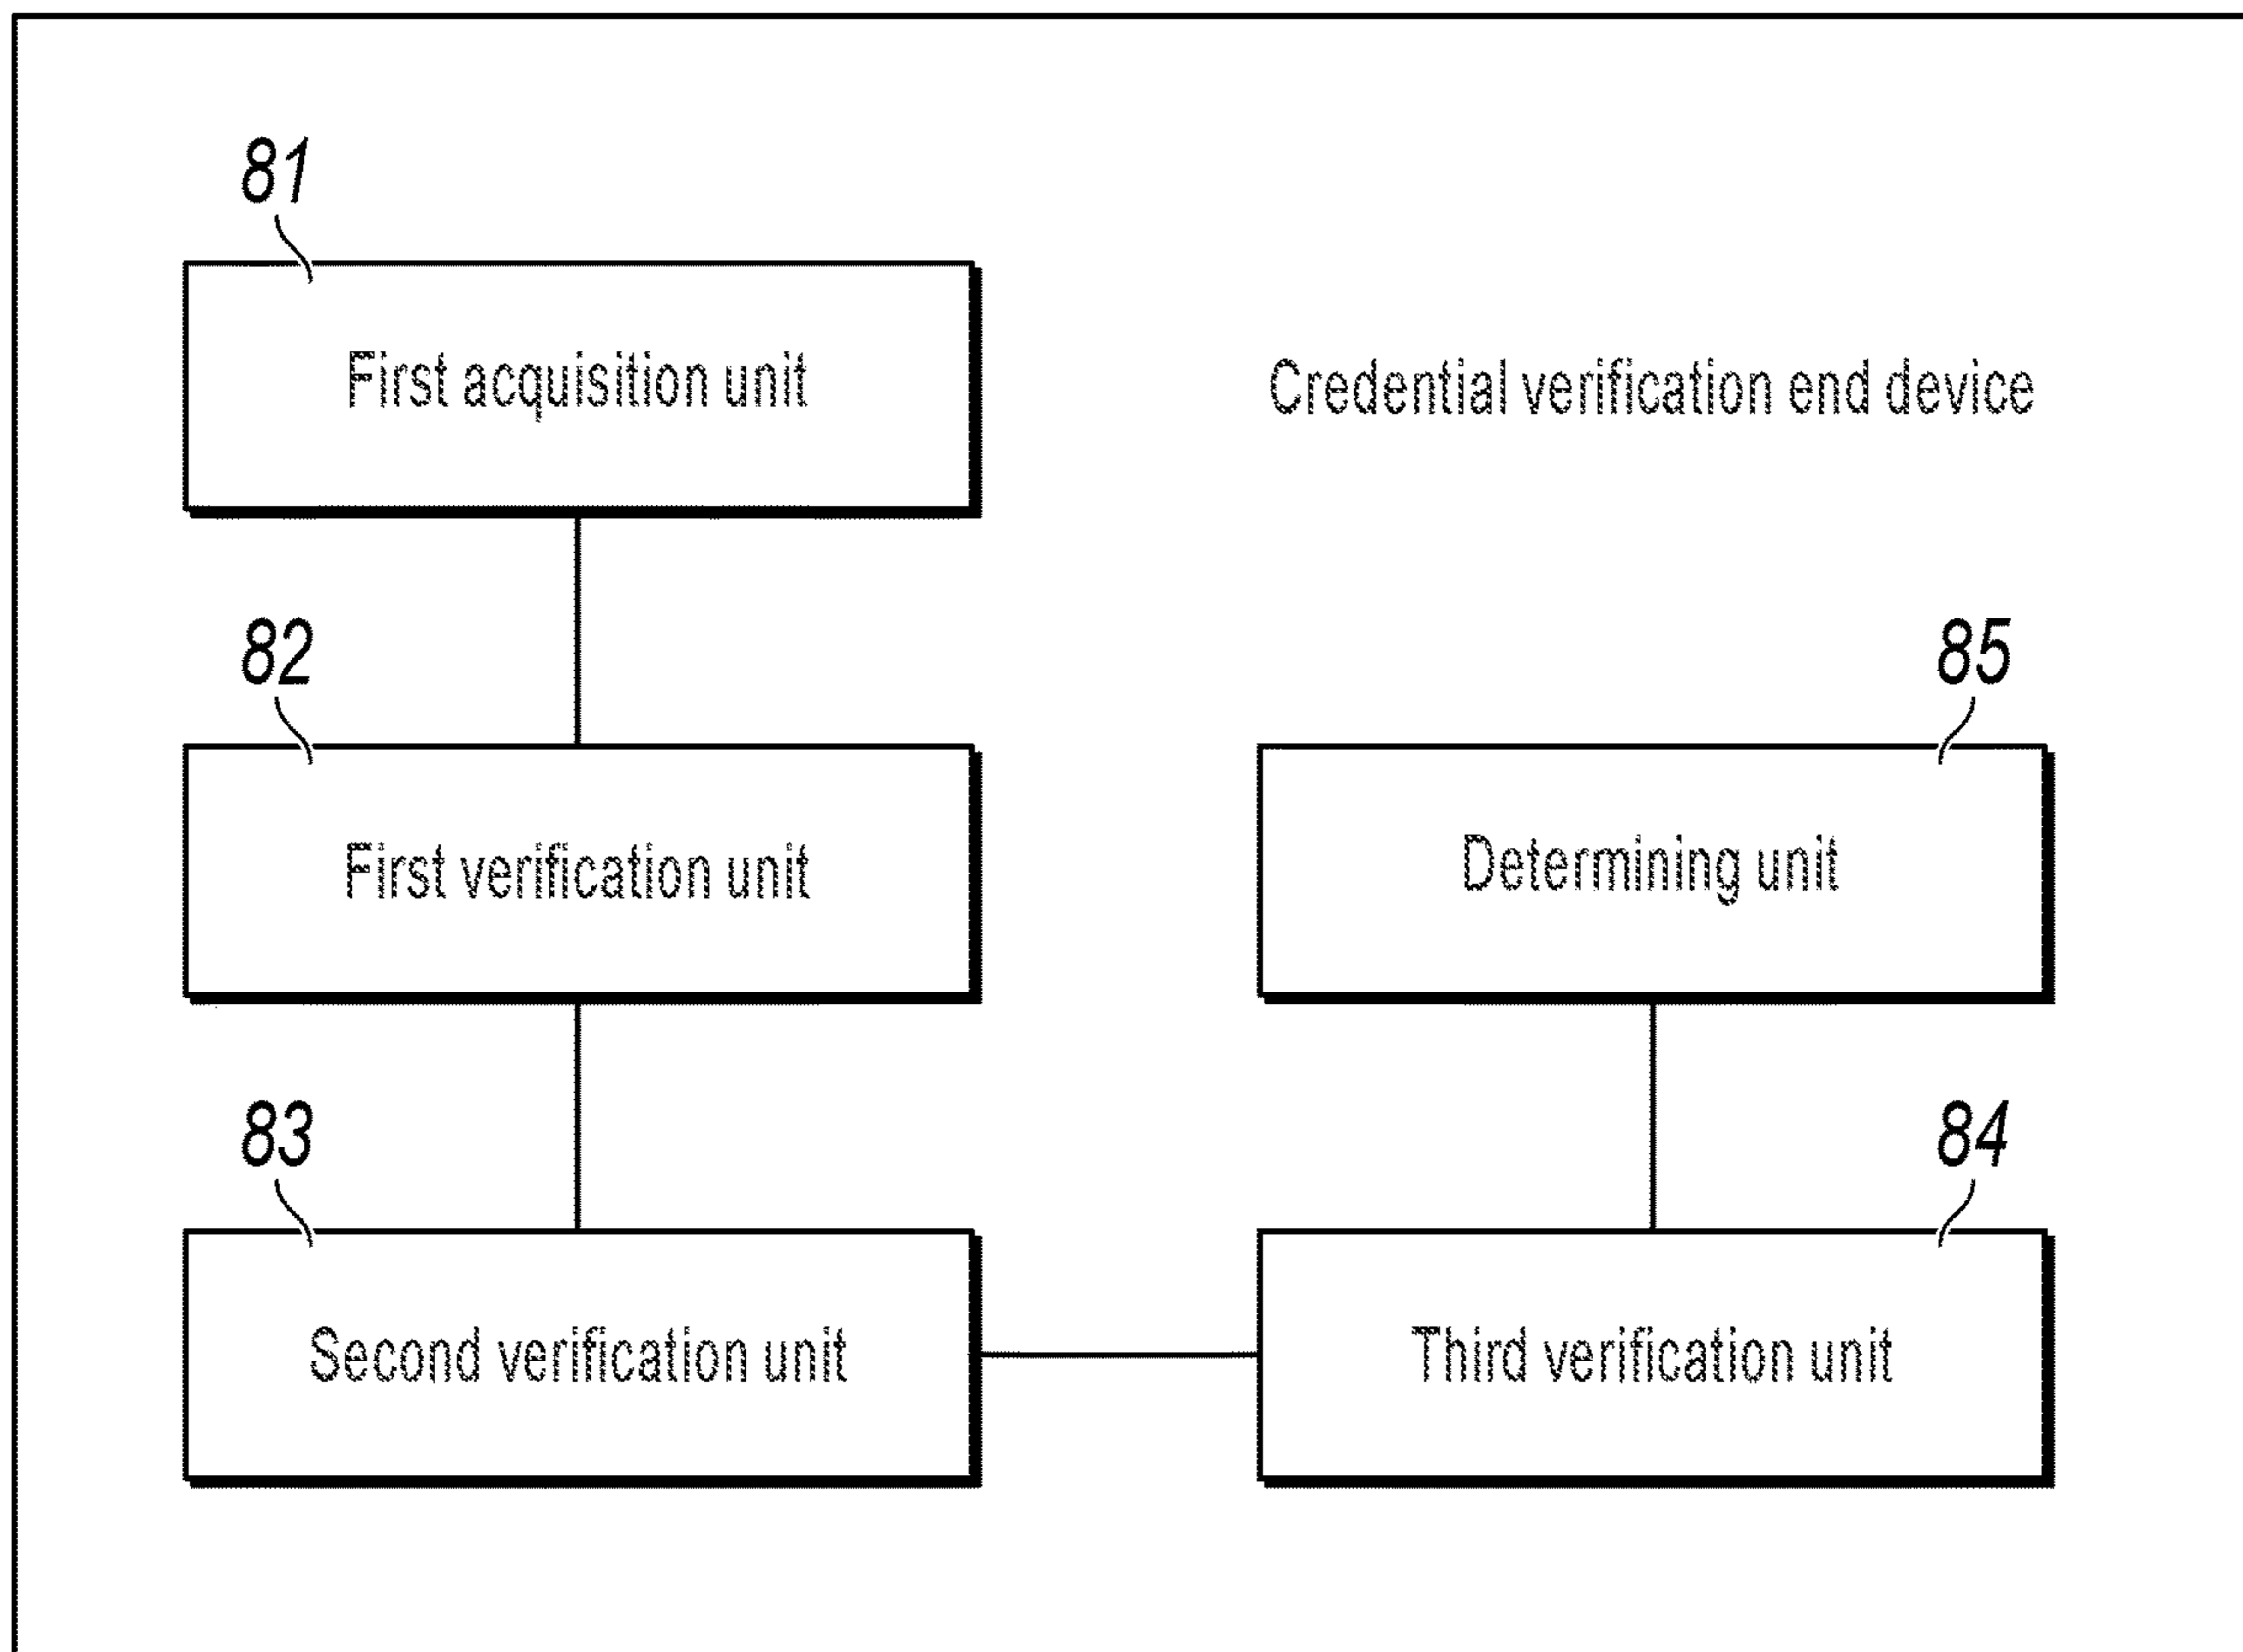 81
First acquisition unit
Credential verification end device
82
First verification unit
85
Determining unit
83
Second verification unit
84
Third verification unit